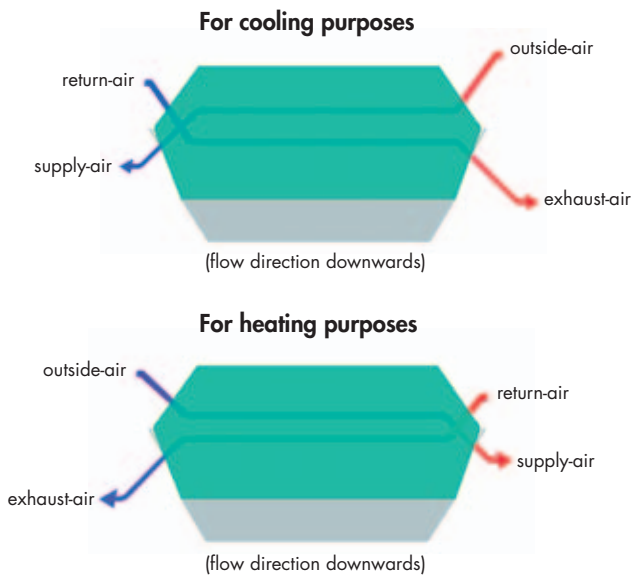 For cooling purposes
outside-air
return-air
supply-air
exhaust-air
(flow direction downwards)
For heating purposes
outside-air
return-air
supply-air
exhaust-air
(flow direction downwards)